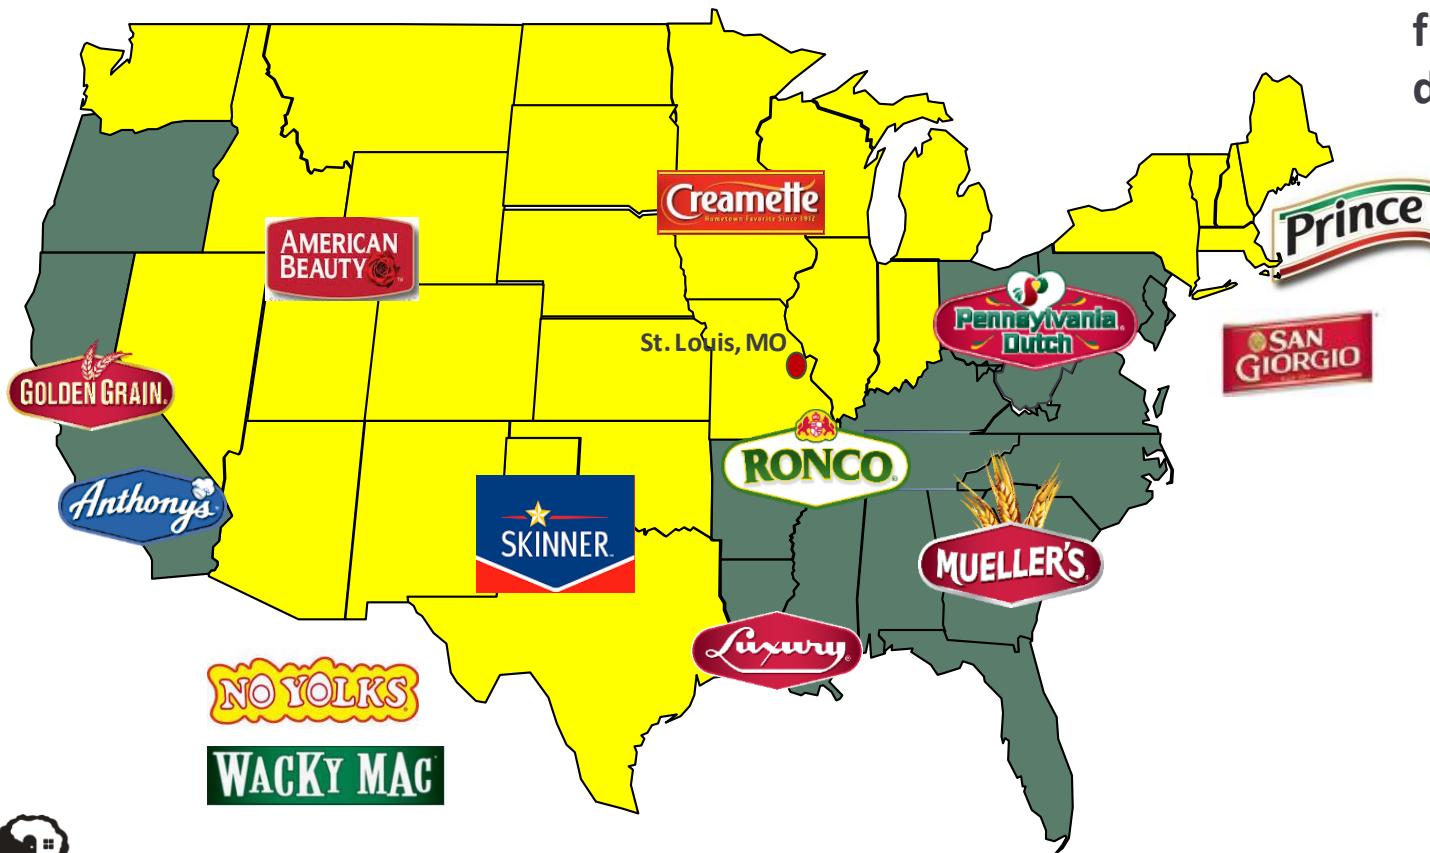 f
d
Creamette
Hometown Favorite Since 1912
Prince
AMERICAN
BEAUTY
Pennsylvania
Dutch
SAN
GIORGIO
St. Louis, MO
GOLDEN GRAIN
RONCO
Anthony's
SKINNER
MUELLER'S
Luxury
NO YOLKS
WACKY MAC